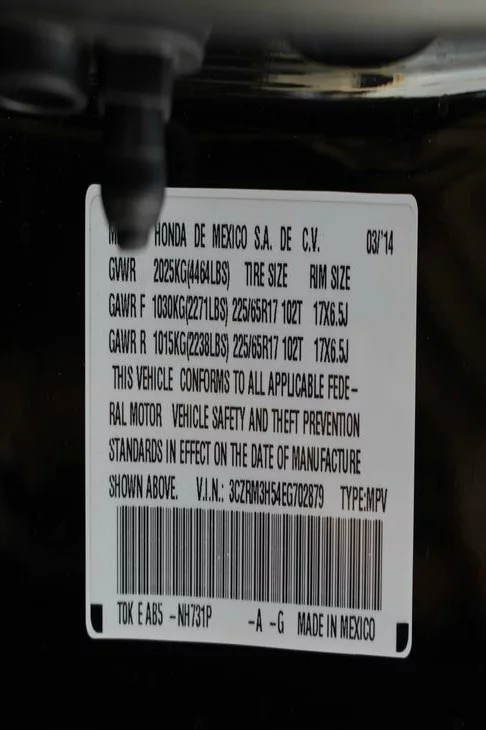 HONDA DE MEXICO S.A. DE C.V. 03/'14
GVWR 2025KG(4464LBS) TIRE SIZE RIM SIZE
GAWR F 1030KG(2271LBS) 225/65R17 102T 17X6.5J
GAWR R 1015KG(2238LBS) 225/65R17 102T 17X6.5J
THIS VEHICLE CONFORMS TO ALL APPLICABLE FEDE-
RAL MOTOR VEHICLE SAFETY AND THEFT PREVENTION
STANDARDS IN EFFECT ON THE DATE OF MANUFACTURE
SHOWN ABOVE. V.I.N.: 3CZRM3H54EG702879 TYPE:MPV
TOK E AB5 -NH731P -A -G MADE IN MEXICO